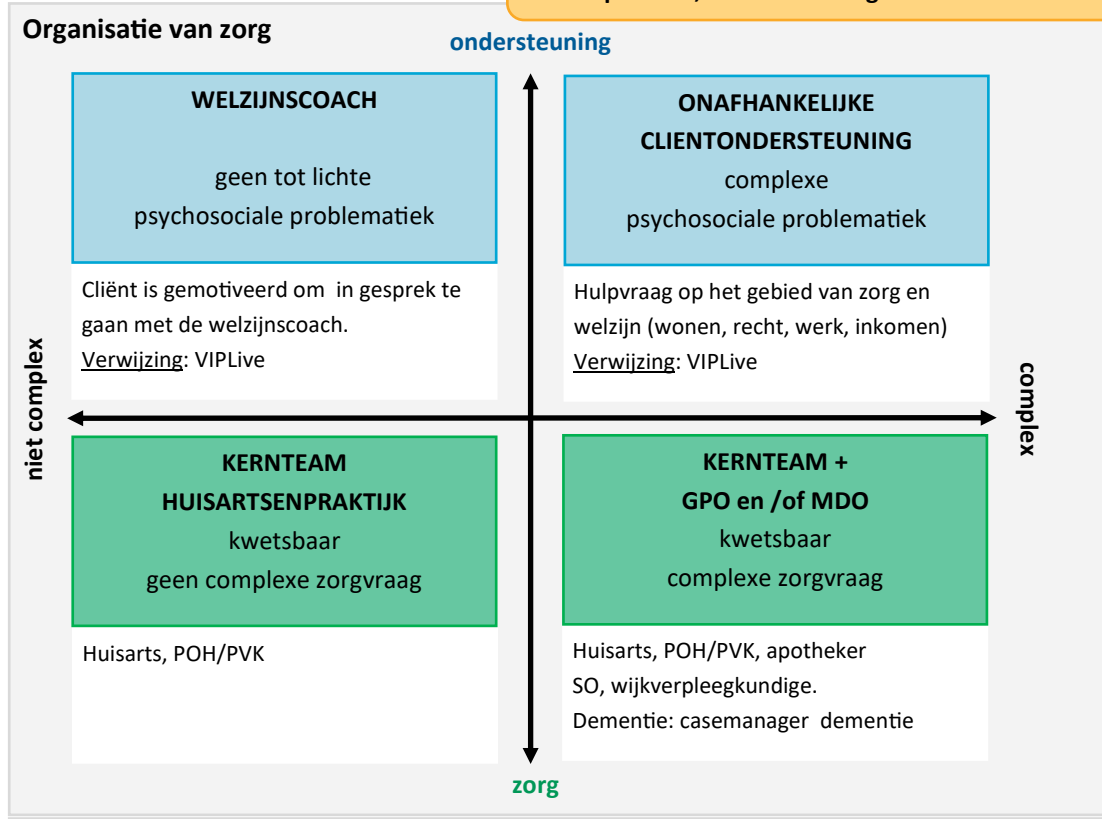 Organisatie van zorg
ondersteuning
WELZIJNSCOACH
geen tot lichte
psychosociale problematiek
Cliënt is gemotiveerd om in gesprek te
gaan met de welzijnscoach.
Verwijzing: VIPLive
ONAFHANKELIJKE
CLIENTONDERSTEUNING
complexe
psychosociale problematiek
Hulpvraag op het gebied van zorg en
welzijn (wonen, recht, werk, inkomen)
Verwijzing: VIPLive
niet complex
complex
KERNTEAM
HUISARTSENPRAKTIJK
kwetsbaar
geen complexe zorgvraag
Huisarts, POH/PVK
KERNTEAM +
GPO en /of MDO
kwetsbaar
complexe zorgvraag
Huisarts, POH/PVK, apotheker
SO, wijkverpleegkundige.
Dementie: casemanager dementie
zorg